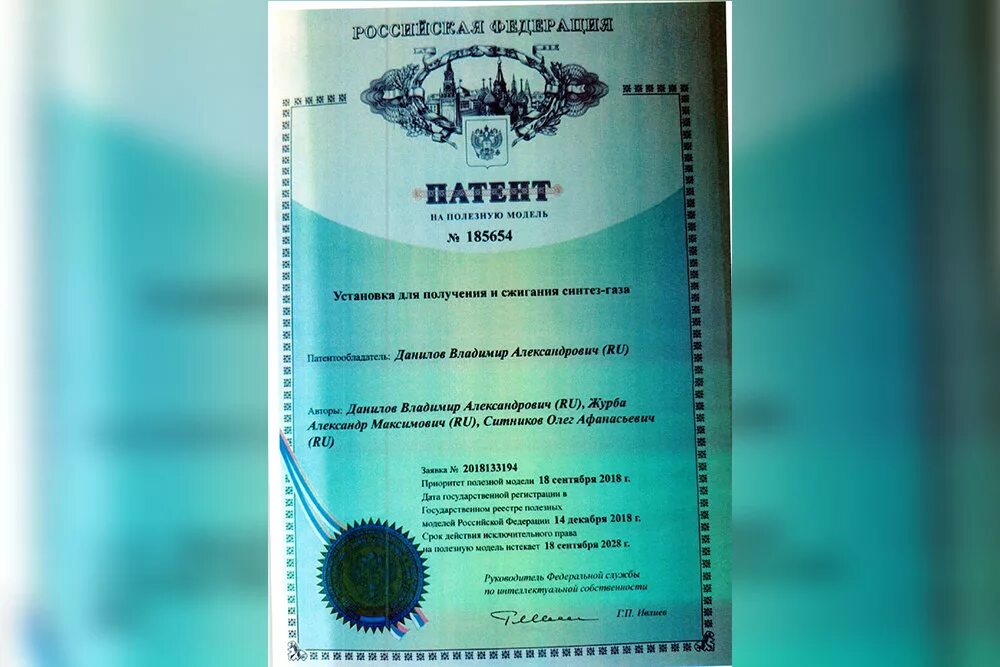 РОССИЙСКАЯ ФЕДЕРАЦИЯ
ПАТЕНТ
НА ПОЛЕЗНУЮ МОДЕЛЬ
№ 185654
Установка для получения и сжигания синтез-газа
Патентообладатель: Данилов Владимир Александрович (RU)
Авторы: Данилов Владимир Александрович (RU), Журба
Александр Максимович (RU), Ситников Олег Афанасьевич
(RU)
Заявка № 2018133194
Приоритет полезной модели 18 сентября 2018 г.
Дата государственной регистрации в
Государственном реестре полезных
моделей Российской Федерации 14 декабря 2018 г.
Срок действия исключительного права
на полезную модель истекает 18 сентября 2028 г.
Руководитель Федеральной службы
по интеллектуальной собственности
Г.П. Ивлиев